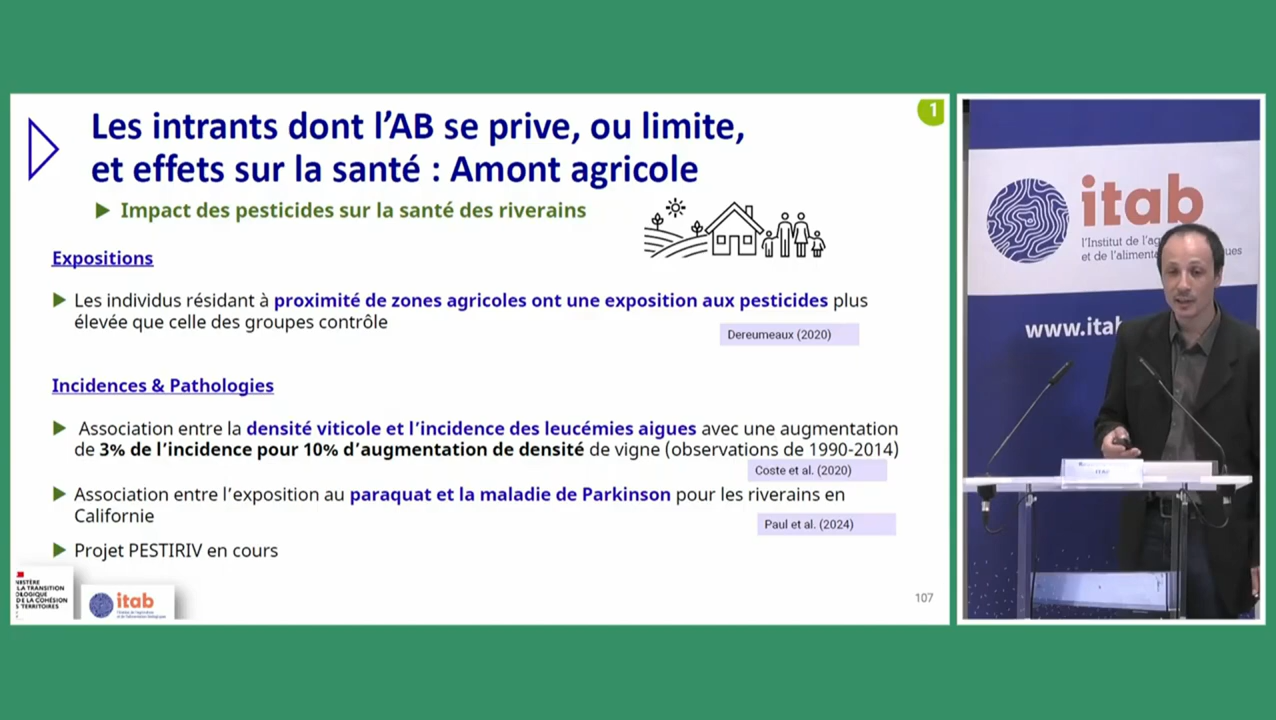 Les intrants dont l’AB se prive, ou limite,
et effets sur la santé : Amont agricole
1
Impact des pesticides sur la santé des riverains
Expositions
Les individus résidant à proximité de zones agricoles ont une exposition aux pesticides plus
élevée que celle des groupes contrôle
Dereumeaux (2020)
Incidences & Pathologies
Association entre la densité viticole et l’incidence des leucémies aigues avec une augmentation
de 3% de l’incidence pour 10% d’augmentation de densité de vigne (observations de 1990-2014)
Coste et al. (2020)
Association entre l’exposition au paraquat et la maladie de Parkinson pour les riverains en
Californie
Paul et al. (2024)
Projet PESTIRIV en cours
LA TRANSITION
DE LA COHÉSION
TERRITOIRES
itab
107
itab
l’Institut de l’ag
et de l’alimenta
www.itab